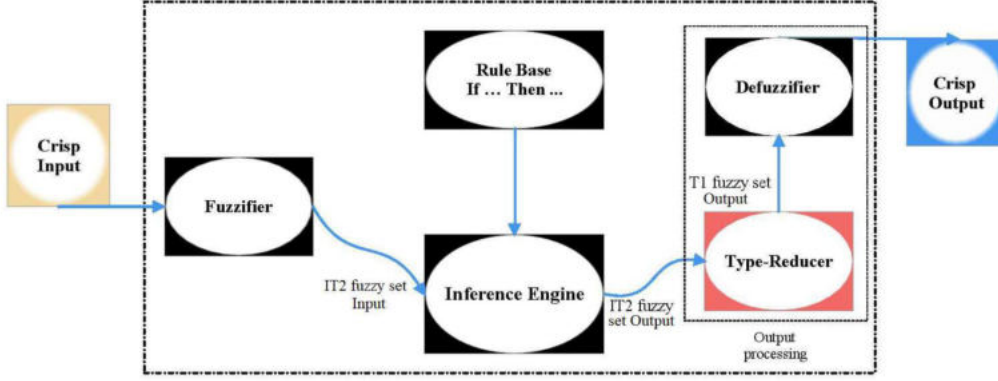 Crisp
Input
Fuzzifier
IT2 fuzzy set
Input
Rule Base
If … Then ...
Inference Engine
IT2 fuzzy
set Output
Type-Reducer
T1 fuzzy set
Output
Defuzzifier
Output
processing
Crisp
Output